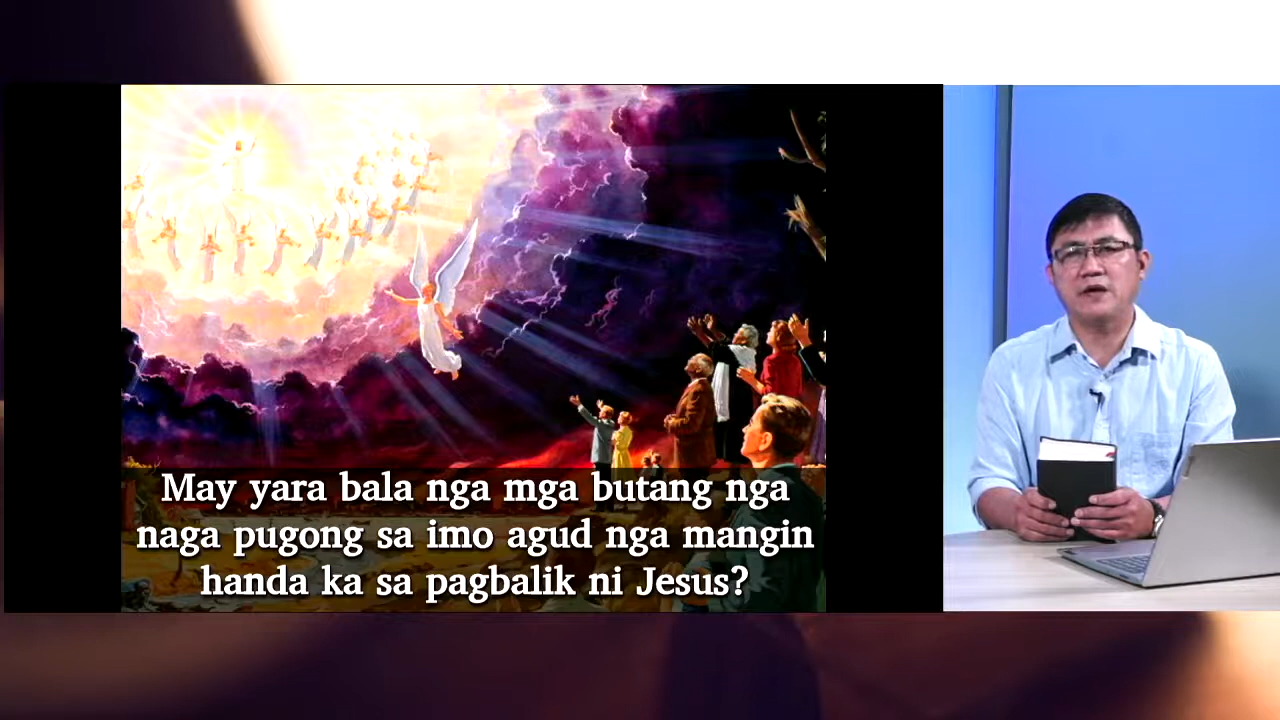 May yara bala nga mga butang nga
naga pugong sa imo agud nga mangin
handa ka sa pagbalik ni Jesus?